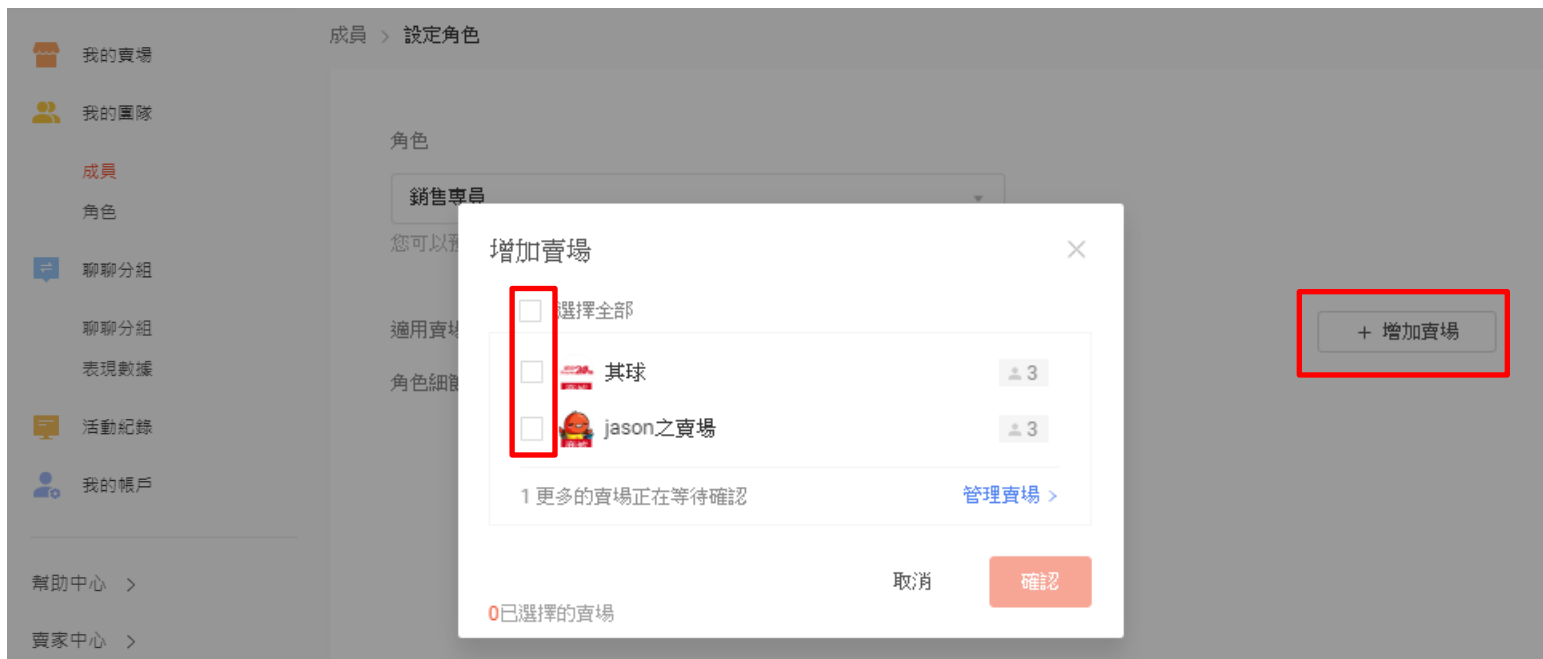 成員 > 設定角色
我的賣場
我的團隊
成員
角色
聊聊分組
聊聊分組
表現數據
活動紀錄
我的帳戶
幫助中心 >
賣家中心 >
角色
銷售專員
您可以預
適用賣場
角色細節
+ 增加賣場
增加賣場
選擇全部
其球 3
jason之賣場 3
1 更多的賣場正在等待確認 管理賣場 >
取消 確認
0已選擇的賣場